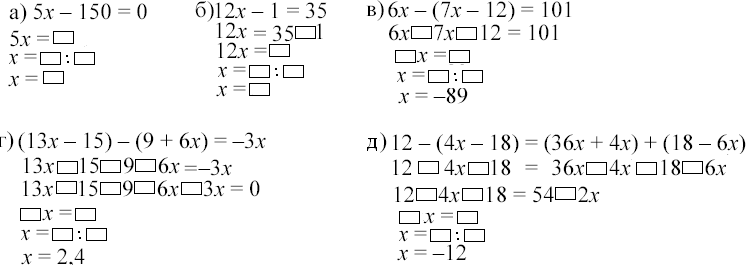 а) 5x – 150 = 0
5x = □
x = □ : □
x = □
б) 12x – 1 = 35
12x = 35 □ 1
12x = □
x = □ : □
x = □
в) 6x – (7x – 12) = 101
6x □ 7x □ 12 = 101
□ x = □
x = □ : □
x = –89
г) (13x – 15) – (9 + 6x) = –3x
13x □ 15 □ 9 □ 6x = –3x
13x □ 15 □ 9 □ 6x □ 3x = 0
□ x = □
x = □ : □
x = 2,4
д) 12 – (4x – 18) = (36x + 4x) + (18 – 6x)
12 □ 4x □ 18 = 36x □ 4x □ 18 □ 6x
12 □ 4x □ 18 = 54 □ 2x
□ x = □
x = □ : □
x = –12